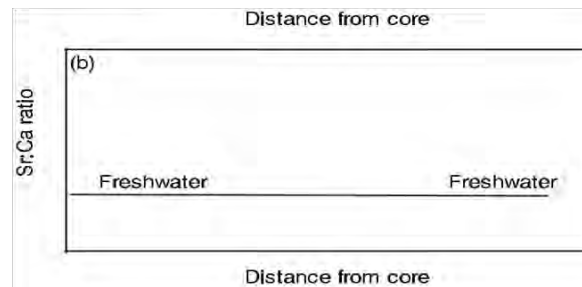 Distance from core
(b)
Sr:Ca ratio
Freshwater Freshwater
Distance from core